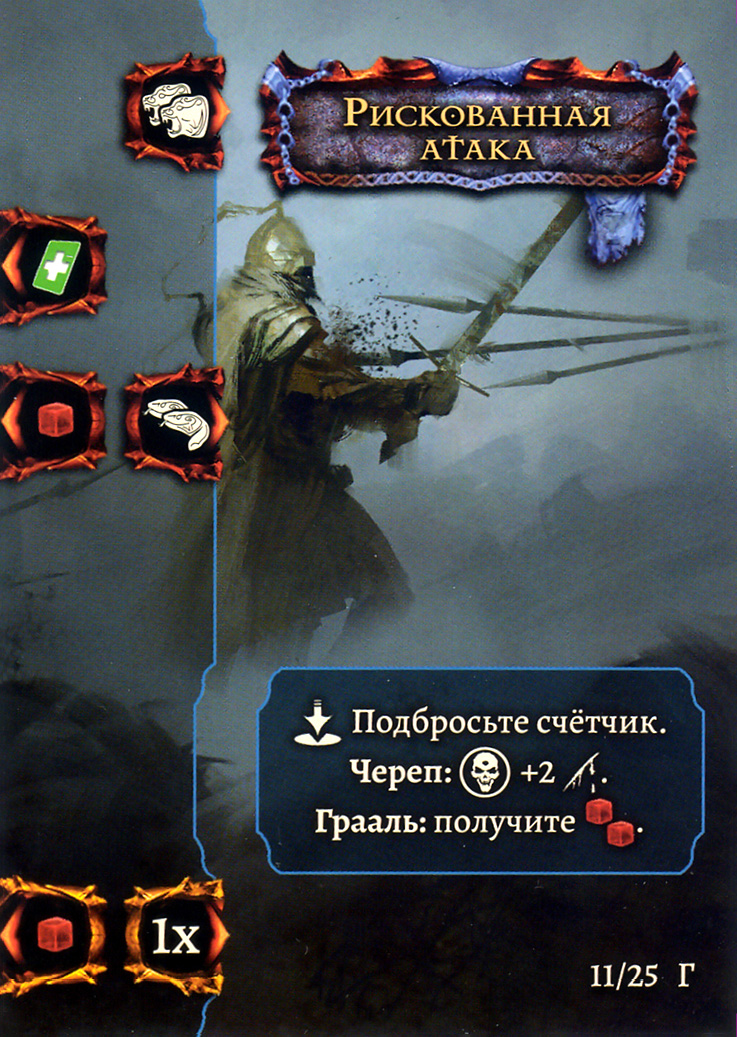 Рискованная
атака
Подбросьте счётчик.
Череп: +2 .
Грааль: получите .
1x
11/25 Г